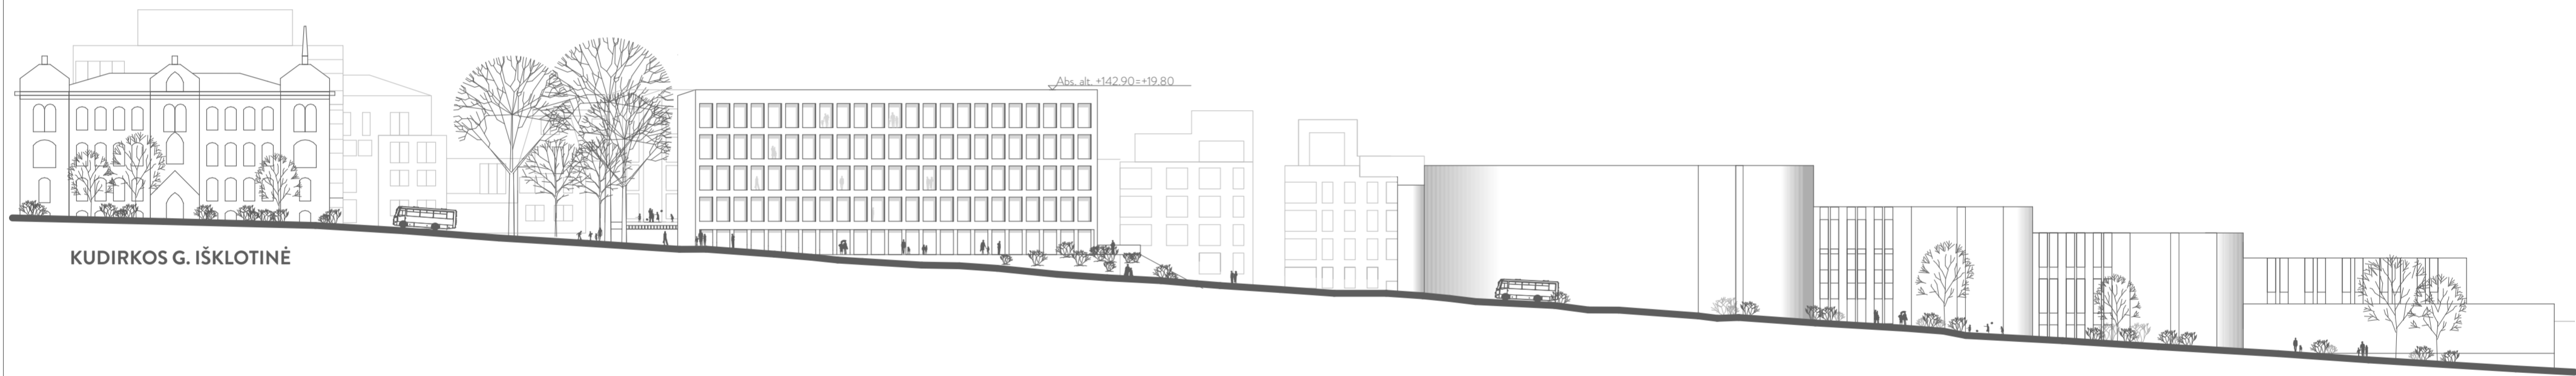 Abs. alt. +142.90=+19.80
KUDIRKOS G. IŠKLOTINĖ